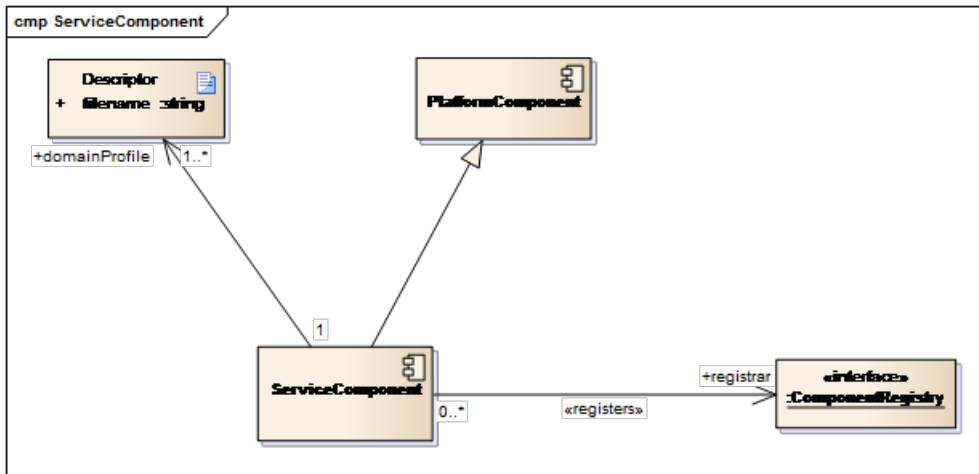 cmp ServiceComponent
Descriptor
+ filename :string
PlatformComponent
+domainProfile
1..*
1
ServiceComponent
0..*
«registers»
+registrar
«interface»
:ComponentRegistry